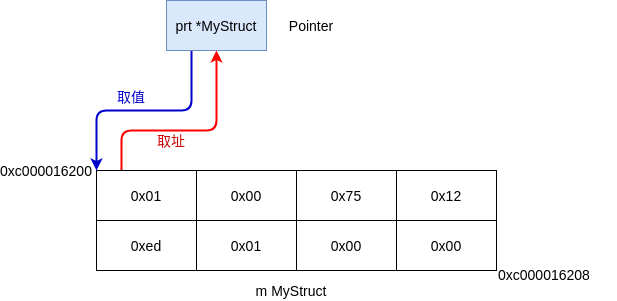 prt *MyStruct
Pointer
取值
取址
0xc000016200
0x01 0x00 0x75 0x12
0xed 0x01 0x00 0x00
0xc000016208
m MyStruct